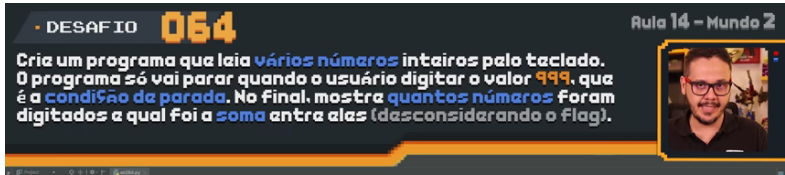 · DESAFIO 064
Aula 14 - Mundo 2
Crie um programa que leia vários números inteiros pelo teclado.
O programa só vai parar quando o usuário digitar o valor 999, que
é a condição de parada. No final, mostre quantos números foram
digitados e qual foi a soma entre eles (desconsiderando o flag).